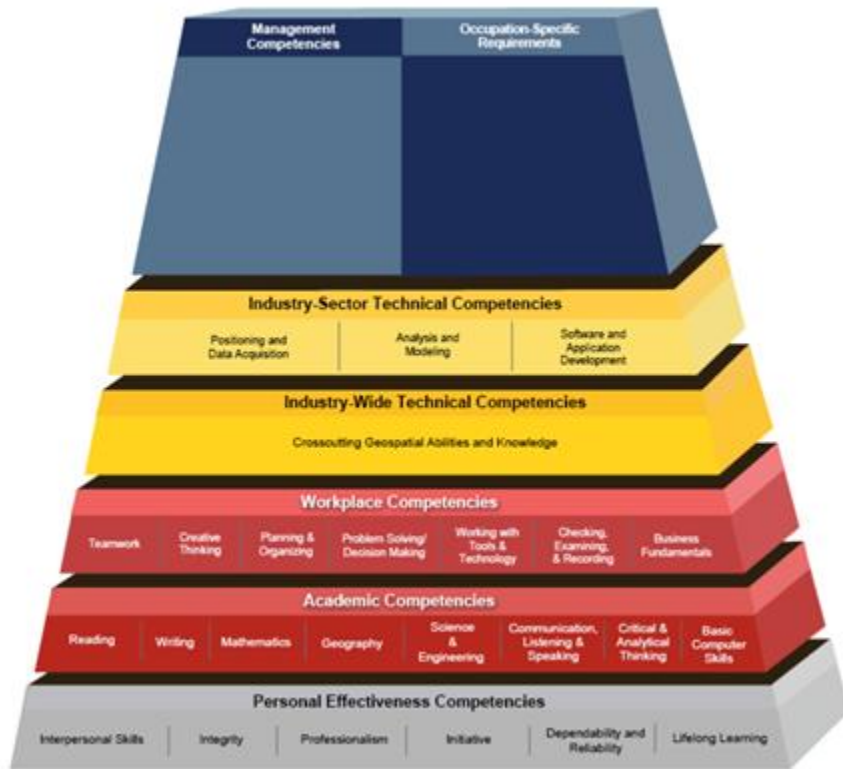 Management
Competencies
Occupation-Specific
Requirements
Industry-Sector Technical Competencies
Positioning and
Data Acquisition
Analysis and
Modeling
Software and
Application
Development
Industry-Wide Technical Competencies
Crosscutting Geospatial Abilities and Knowledge
Workplace Competencies
Teamwork
Creative
Thinking
Planning &
Organizing
Problem Solving/
Decision Making
Working with
Tools &
Technology
Checking,
Examining,
& Recording
Business
Fundamentals
Academic Competencies
Reading
Writing
Mathematics
Geography
Science
&
Engineering
Communication,
Listening &
Speaking
Critical &
Analytical
Thinking
Basic
Computer
Skills
Personal Effectiveness Competencies
Interpersonal Skills
Integrity
Professionalism
Initiative
Dependability and
Reliability
Lifelong Learning